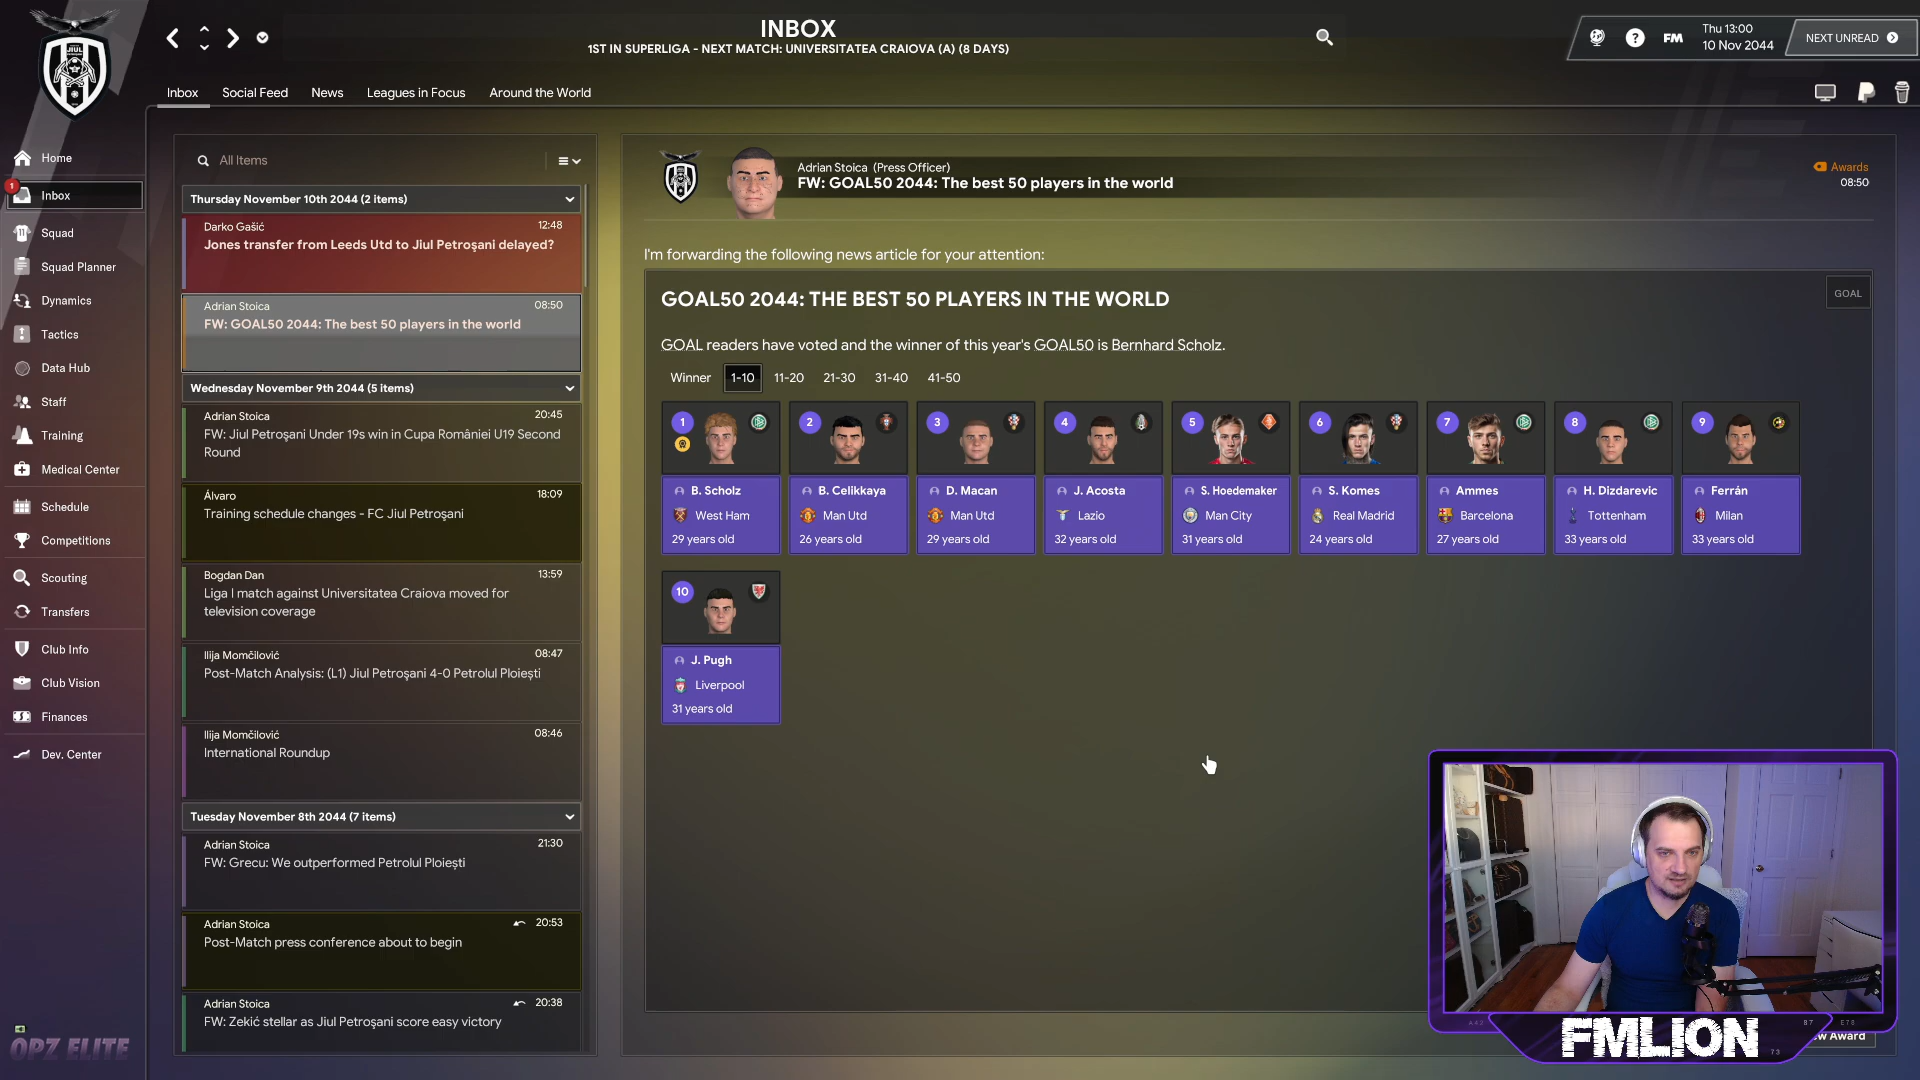 INBOX
1ST IN SUPERLIGA - NEXT MATCH: UNIVERSITATEA CRAIOVA (A) (8 DAYS)
FM
Thu 13:00
10 Nov 2044
NEXT UNREAD
Inbox
Social Feed
News
Leagues in Focus
Around the World
Home
1
Inbox
Squad
Squad Planner
Dynamics
Tactics
Data Hub
Staff
Training
Medical Center
Schedule
Competitions
Scouting
Transfers
Club Info
Club Vision
Finances
Dev. Center
OPZ ELITE
All Items
Thursday November 10th 2044 (2 items)
Darko Gašić
12:48
Jones transfer from Leeds Utd to Jiul Petroşani delayed?
Adrian Stoica
08:50
FW: GOAL50 2044: The best 50 players in the world
Wednesday November 9th 2044 (5 items)
Adrian Stoica
20:45
FW: Jiul Petroşani Under 19s win in Cupa României U19 Second
Round
Álvaro
18:09
Training schedule changes - FC Jiul Petroşani
Bogdan Dan
13:59
Liga I match against Universitatea Craiova moved for
television coverage
Ilija Momčilović
08:47
Post-Match Analysis: (L1) Jiul Petroşani 4-0 Petrolul Ploiești
Ilija Momčilović
08:46
International Roundup
Tuesday November 8th 2044 (7 items)
Adrian Stoica
21:30
FW: Grecu: We outperformed Petrolul Ploiești
Adrian Stoica
20:53
Post-Match press conference about to begin
Adrian Stoica
20:38
FW: Zekić stellar as Jiul Petroşani score easy victory
Adrian Stoica (Press Officer)
FW: GOAL50 2044: The best 50 players in the world
Awards
08:50
I'm forwarding the following news article for your attention:
GOAL50 2044: THE BEST 50 PLAYERS IN THE WORLD
GOAL
GOAL readers have voted and the winner of this year's GOAL50 is Bernhard Scholz.
Winner
1-10
11-20
21-30
31-40
41-50
1
B. Scholz
West Ham
29 years old
2
B. Celikkaya
Man Utd
26 years old
3
D. Macan
Man Utd
29 years old
4
J. Acosta
Lazio
32 years old
5
S. Hoedemaker
Man City
31 years old
6
S. Komes
Real Madrid
24 years old
7
Ammes
Barcelona
27 years old
8
H. Dizdarevic
Tottenham
33 years old
9
Ferrán
Milan
33 years old
10
J. Pugh
Liverpool
31 years old
Award
FMLION